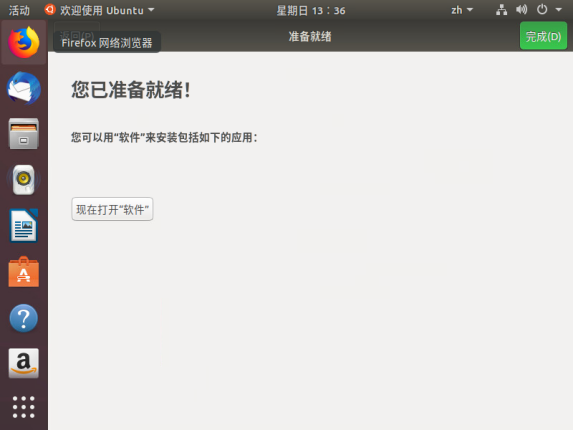 活动 欢迎使用 Ubuntu 星期日 13：36 zh
返回(P) 准备就绪 完成(D)
Firefox 网络浏览器
您已准备就绪！
您可以用“软件”来安装包括如下的应用：
现在打开“软件”